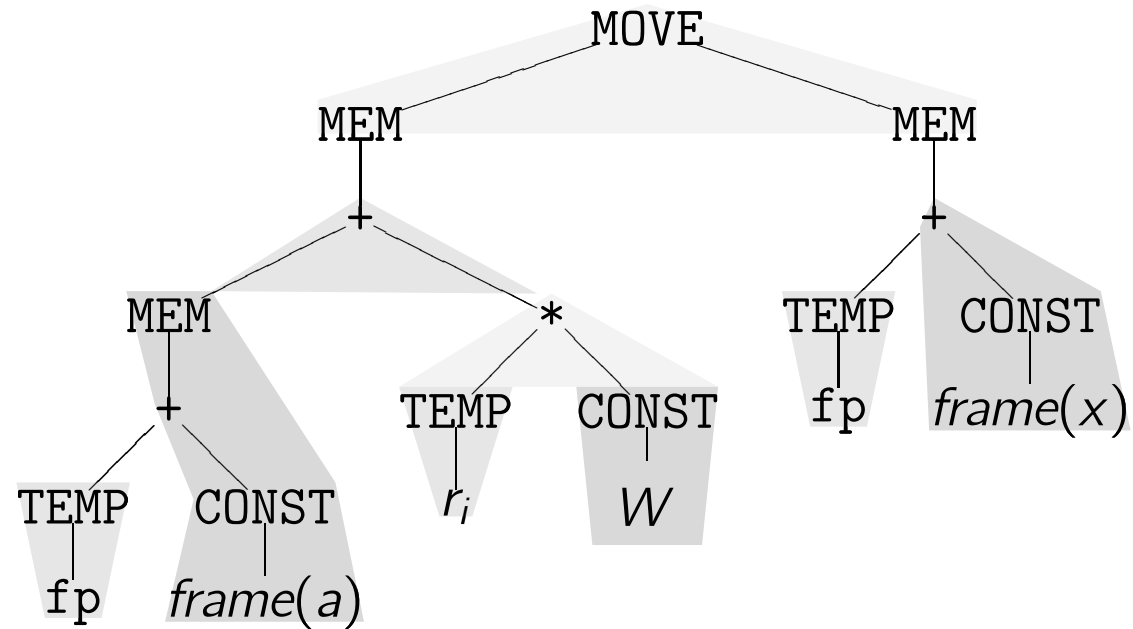 MOVE
MEM MEM
+ +
MEM * TEMP CONST
+ TEMP CONST fp frame(x)
TEMP CONST r_i W
fp frame(a)